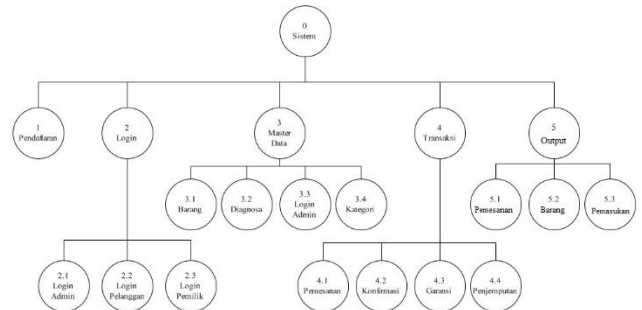 0
Sistem
1
Pendaftaran
2
Login
3
Master
Data
4
Transaksi
5
Output
3.1
Barang
3.2
Diagnosa
3.3
Login
Admin
3.4
Kategori
5.1
Pemesanan
5.2
Barang
5.3
Pemasukan
2.1
Login
Admin
2.2
Login
Pelanggan
2.3
Login
Pemilik
4.1
Pemesanan
4.2
Konfirmasi
4.3
Garansi
4.4
Penjemputan